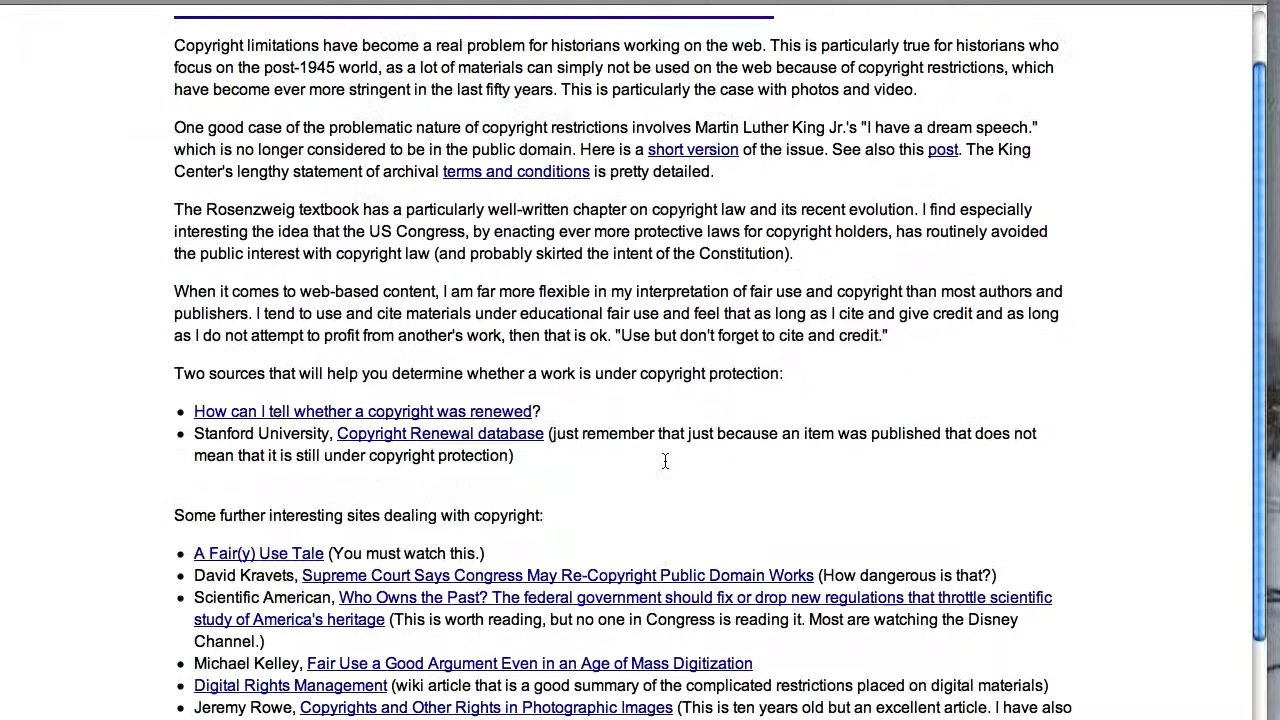 Copyright limitations have become a real problem for historians working on the web. This is particularly true for historians who
focus on the post-1945 world, as a lot of materials can simply not be used on the web because of copyright restrictions, which
have become ever more stringent in the last fifty years. This is particularly the case with photos and video.
One good case of the problematic nature of copyright restrictions involves Martin Luther King Jr.'s "I have a dream speech."
which is no longer considered to be in the public domain. Here is a short version of the issue. See also this post. The King
Center's lengthy statement of archival terms and conditions is pretty detailed.
The Rosenzweig textbook has a particularly well-written chapter on copyright law and its recent evolution. I find especially
interesting the idea that the US Congress, by enacting ever more protective laws for copyright holders, has routinely avoided
the public interest with copyright law (and probably skirted the intent of the Constitution).
When it comes to web-based content, I am far more flexible in my interpretation of fair use and copyright than most authors and
publishers. I tend to use and cite materials under educational fair use and feel that as long as I cite and give credit and as long
as I do not attempt to profit from another's work, then that is ok. "Use but don't forget to cite and credit."
Two sources that will help you determine whether a work is under copyright protection:
• How can I tell whether a copyright was renewed?
• Stanford University, Copyright Renewal database (just remember that just because an item was published that does not
mean that it is still under copyright protection)
Some further interesting sites dealing with copyright:
• A Fair(y) Use Tale (You must watch this.)
• David Kravets, Supreme Court Says Congress May Re-Copyright Public Domain Works (How dangerous is that?)
• Scientific American, Who Owns the Past? The federal government should fix or drop new regulations that throttle scientific
study of America's heritage (This is worth reading, but no one in Congress is reading it. Most are watching the Disney
Channel.)
• Michael Kelley, Fair Use a Good Argument Even in an Age of Mass Digitization
• Digital Rights Management (wiki article that is a good summary of the complicated restrictions placed on digital materials)
• Jeremy Rowe, Copyrights and Other Rights in Photographic Images (This is ten years old but an excellent article. I have also